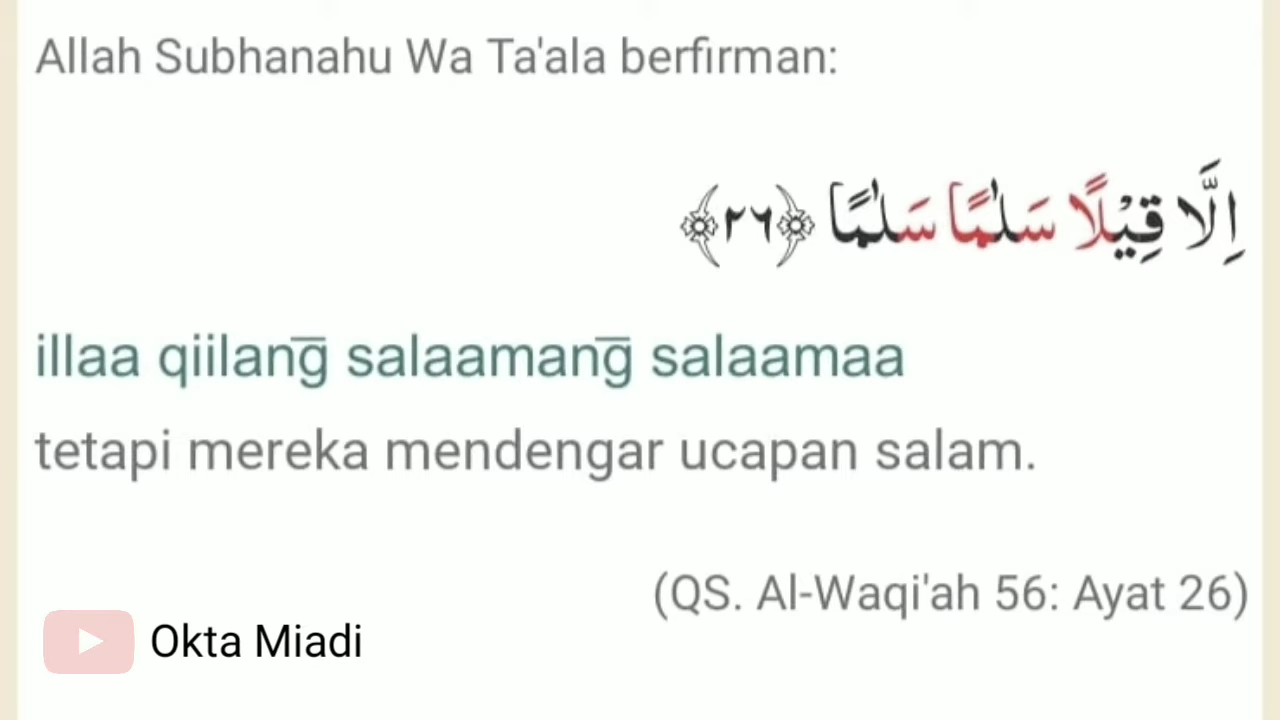 Allah Subhanahu Wa Ta'ala berfirman:
اِلَّا قِيْلًا سَلٰمًا سَلٰمًا ﴿٢٦﴾
illaa qiilang̅ salaamang̅ salaamaa
tetapi mereka mendengar ucapan salam.
(QS. Al-Waqi'ah 56: Ayat 26)
Okta Miadi